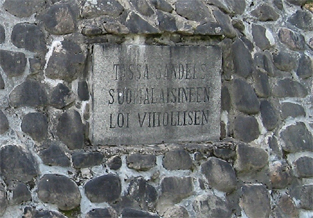 TÄSSÄ SANDELS
SUOMALAISINEEN
LÖI VIHOLLISEN